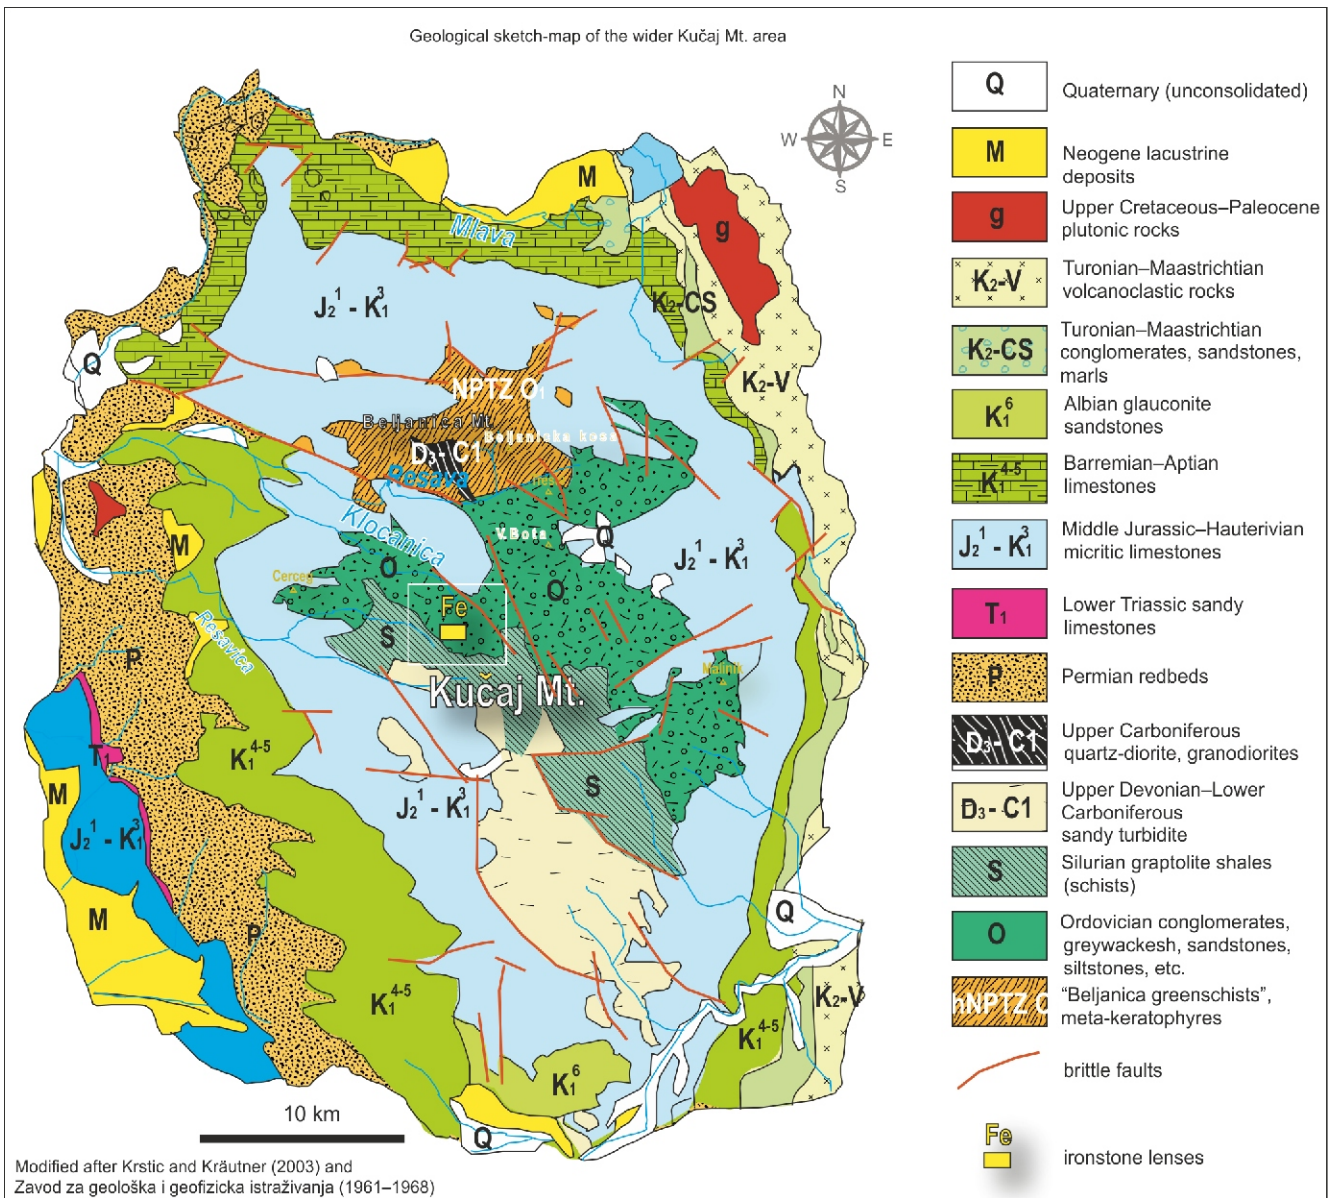 Geological sketch-map of the wider Kučaj Mt. area
N
W E
S
M
Mlava
g
J₂¹ - K₁³
K₂-CS
Q
K₂-V
NPTZ O₁
Beljanica Mt.
Beljaninka kosa
D₃- C1
Resava
Klocanica
V.Bota
Q
M
J₂¹ - K₁³
O
Cerceg
O
Fe
Resavica
S
P
Malinik
Kučaj Mt.
T₁
K₁⁴⁻⁵
M
S
J₂¹ - K₁³
J₂¹ - K₁³
M
Q
P
K₁⁴⁻⁵
K₂-V
K₁⁴⁻⁵
K₁⁶
Q
10 km
Modified after Krstic and Kräutner (2003) and
Zavod za geološka i geofizicka istraživanja (1961–1968)
Q
Quaternary (unconsolidated)
M
Neogene lacustrine
deposits
g
Upper Cretaceous–Paleocene
plutonic rocks
K₂-V
Turonian–Maastrichtian
volcanoclastic rocks
K₂-CS
Turonian–Maastrichtian
conglomerates, sandstones,
marls
K₁⁶
Albian glauconite
sandstones
K₁⁴⁻⁵
Barremian–Aptian
limestones
J₂¹ - K₁³
Middle Jurassic–Hauterivian
micritic limestones
T₁
Lower Triassic sandy
limestones
P
Permian redbeds
D₃- C1
Upper Carboniferous
quartz-diorite, granodiorites
D₃ - C1
Upper Devonian–Lower
Carboniferous
sandy turbidite
S
Silurian graptolite shales
(schists)
O
Ordovician conglomerates,
greywackesh, sandstones,
siltstones, etc.
hNPTZ C
“Beljanica greenschists”,
meta-keratophyres
brittle faults
Fe
ironstone lenses